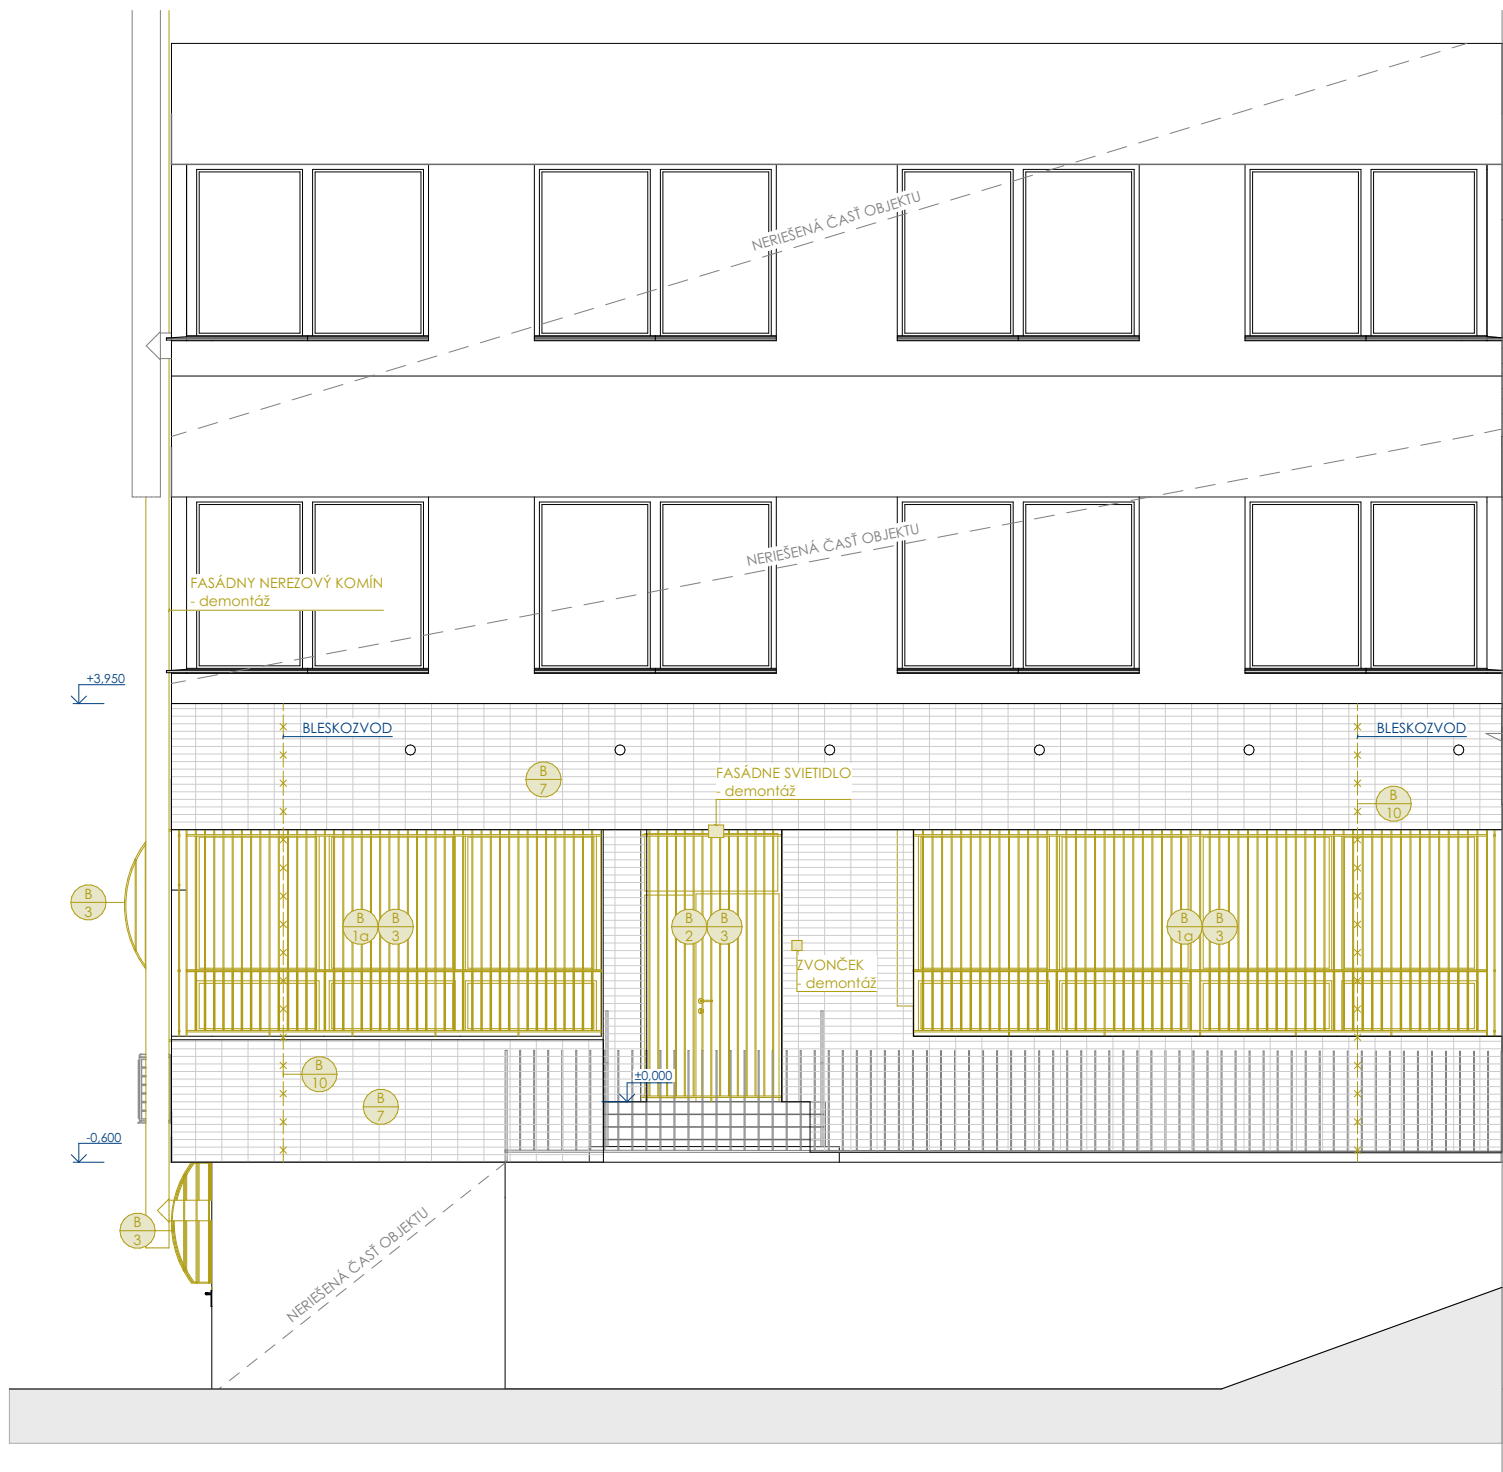 NERIEŠENÁ ČASŤ OBJEKTU
NERIEŠENÁ ČASŤ OBJEKTU
FASÁDNY NEREZOVÝ KOMÍN
- demontáž
+3,950
BLESKOZVOD
BLESKOZVOD
B
7
FASÁDNE SVIETIDLO
- demontáž
B
10
B
3
B
1a
B
3
B
2
B
3
B
1a
B
3
ZVONČEK
- demontáž
B
10
±0,000
B
7
-0,600
B
3
NERIEŠENÁ ČASŤ OBJEKTU